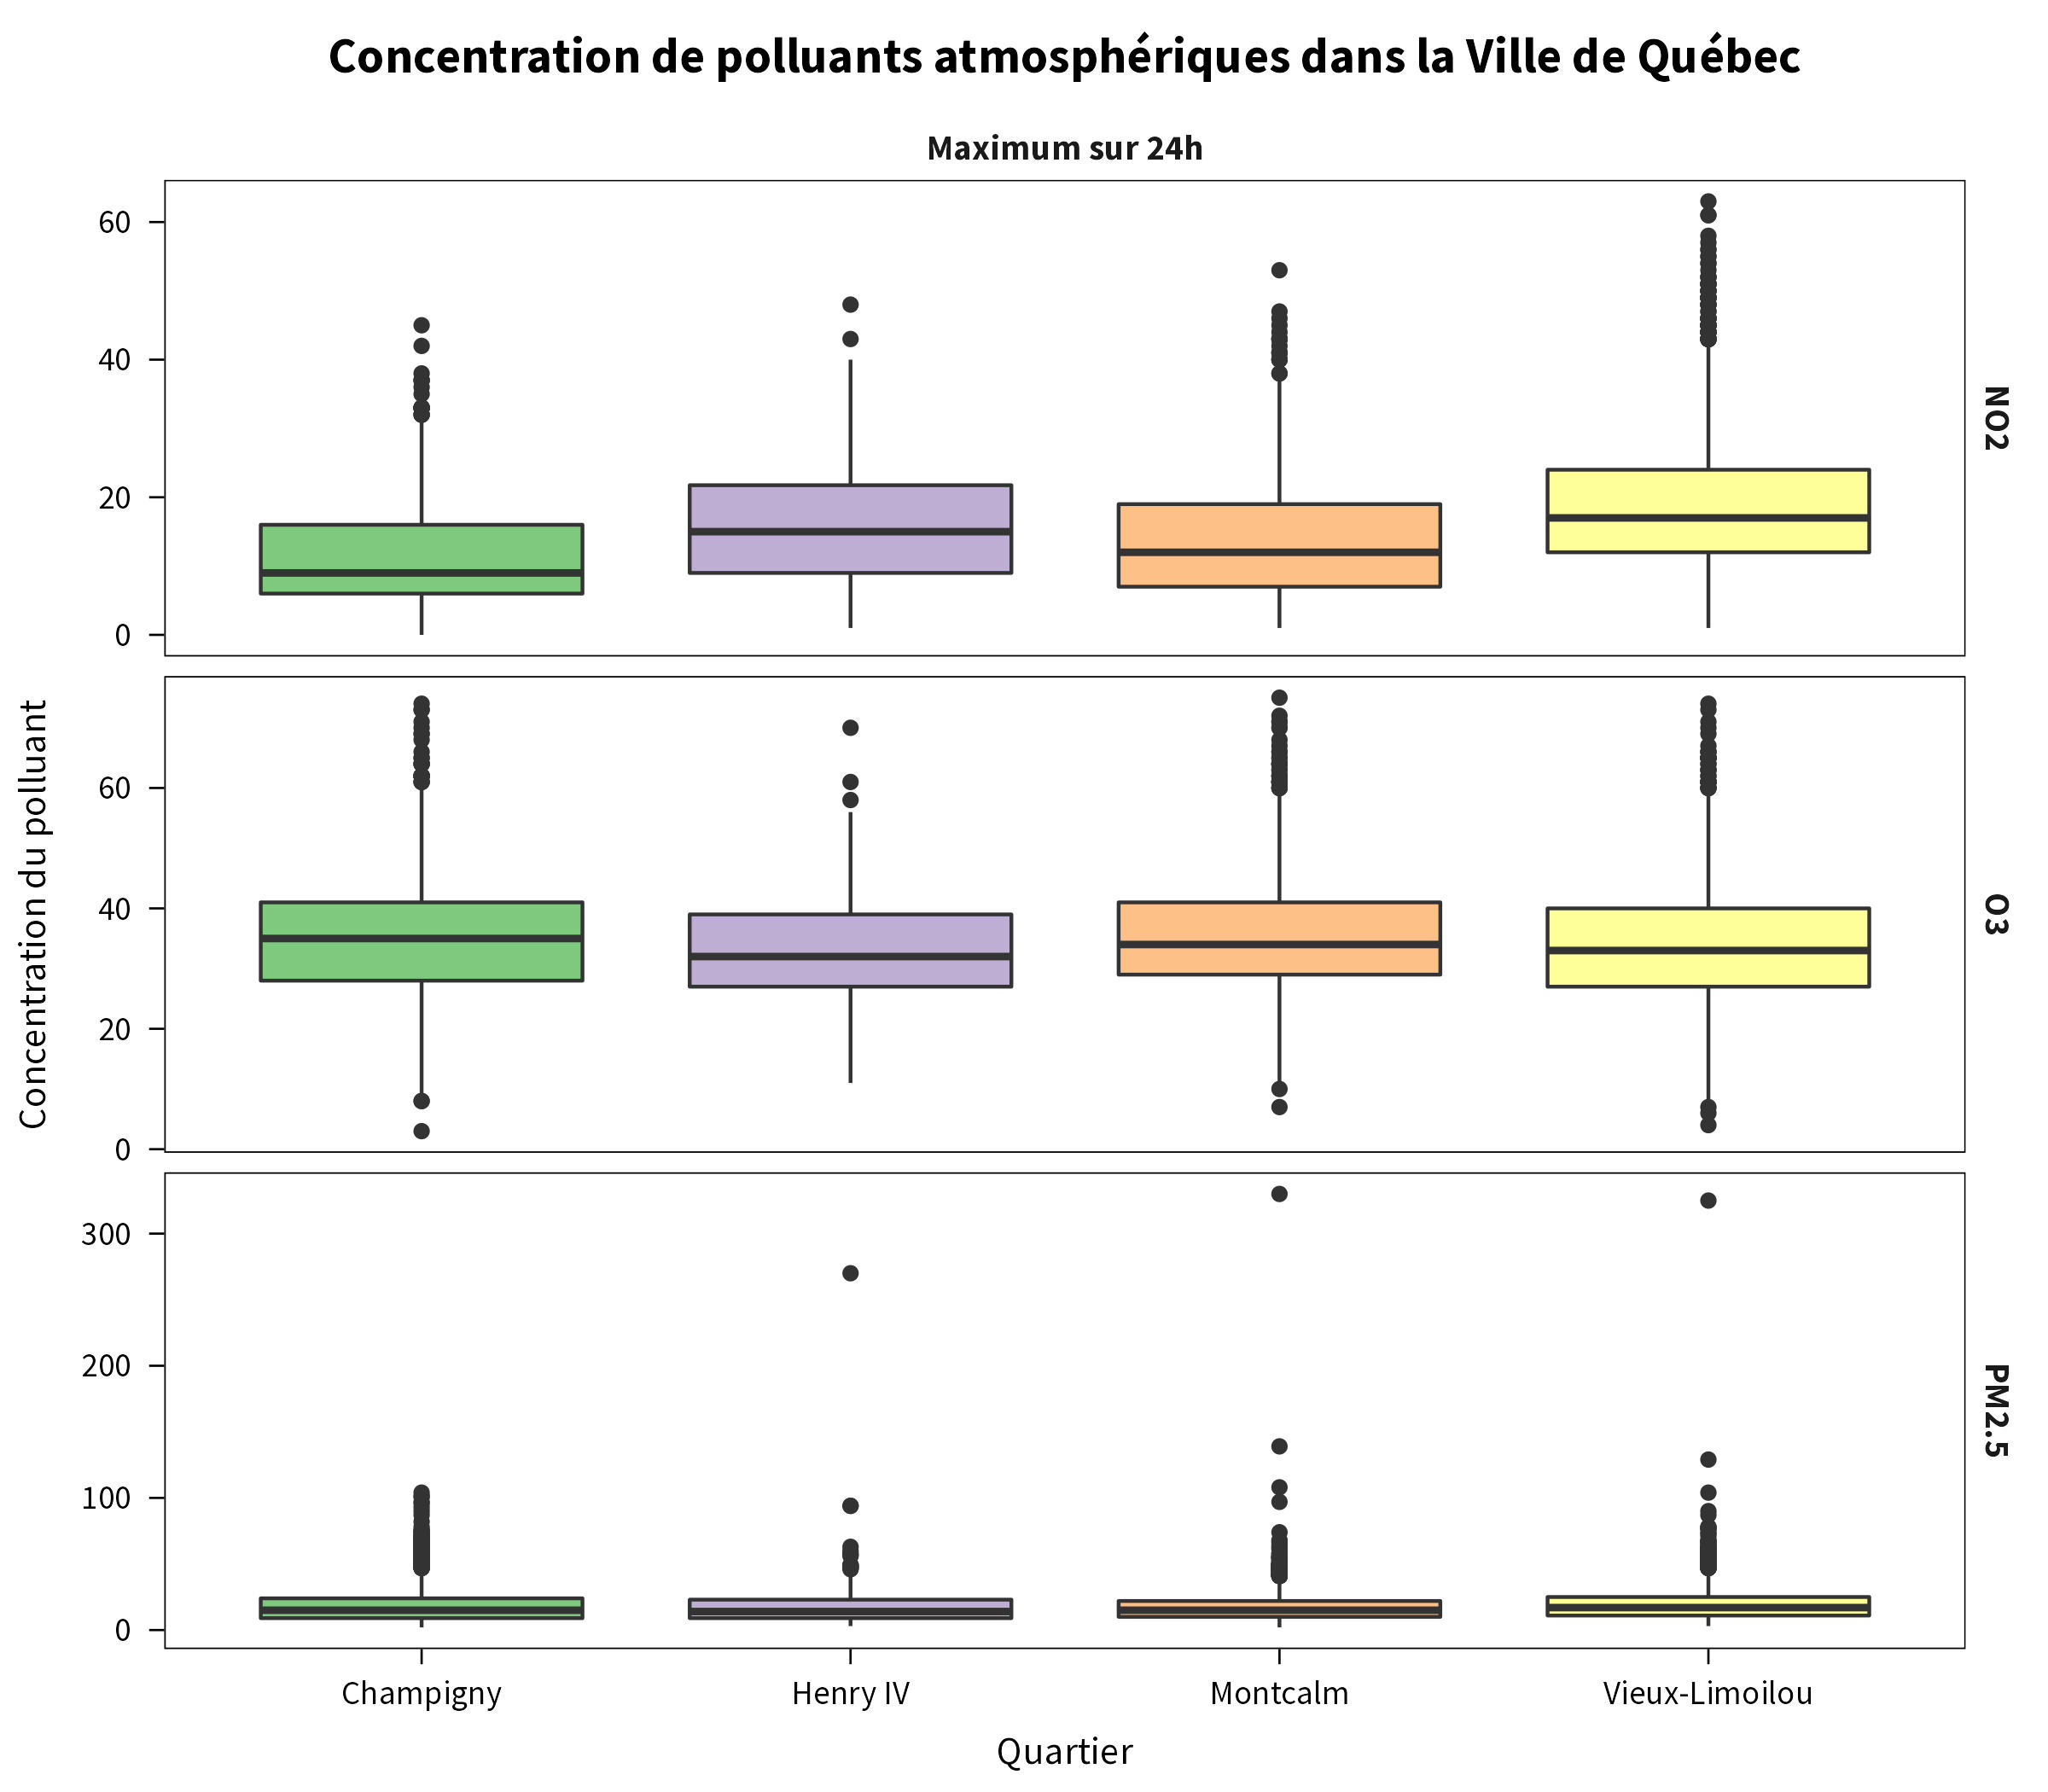 Concentration de polluants atmosphériques dans la Ville de Québec
Maximum sur 24h
60
40
20
0
NO2
Concentration du polluant
60
40
20
0
O3
300
200
100
0
PM2.5
Champigny
Henry IV
Montcalm
Vieux-Limoilou
Quartier